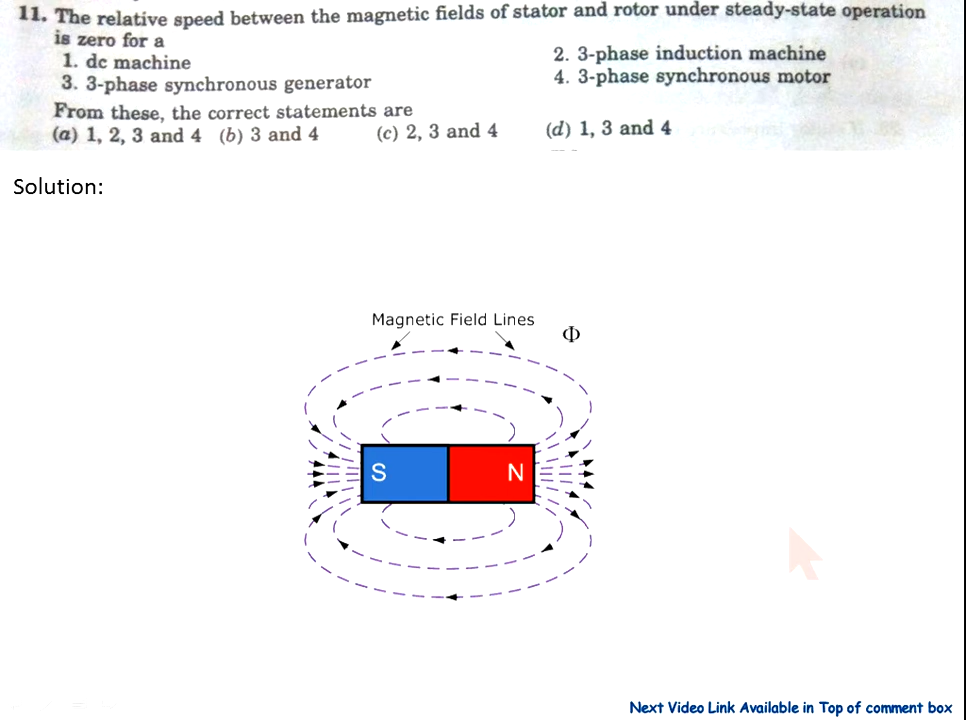 11. The relative speed between the magnetic fields of stator and rotor under steady-state operation
is zero for a
1. dc machine 2. 3-phase induction machine
3. 3-phase synchronous generator 4. 3-phase synchronous motor
From these, the correct statements are
(a) 1, 2, 3 and 4 (b) 3 and 4 (c) 2, 3 and 4 (d) 1, 3 and 4
Solution:
Magnetic Field Lines Φ
S N
Next Video Link Available in Top of comment box